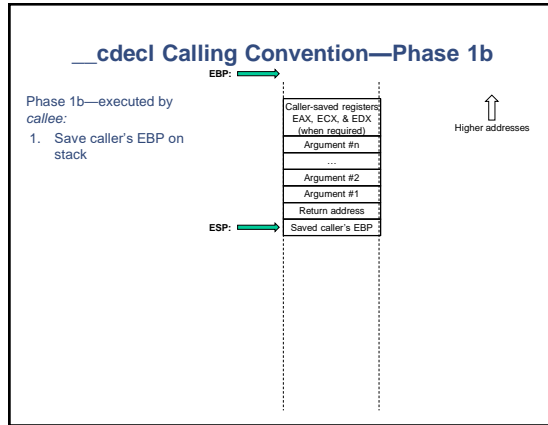 __cdecl Calling Convention—Phase 1b
EBP:
Phase 1b—executed by
callee:
1. Save caller's EBP on
stack
Caller-saved registers
EAX, ECX, & EDX
(when required)
Argument #n
...
Argument #2
Argument #1
Return address
ESP:
Saved caller's EBP
Higher addresses